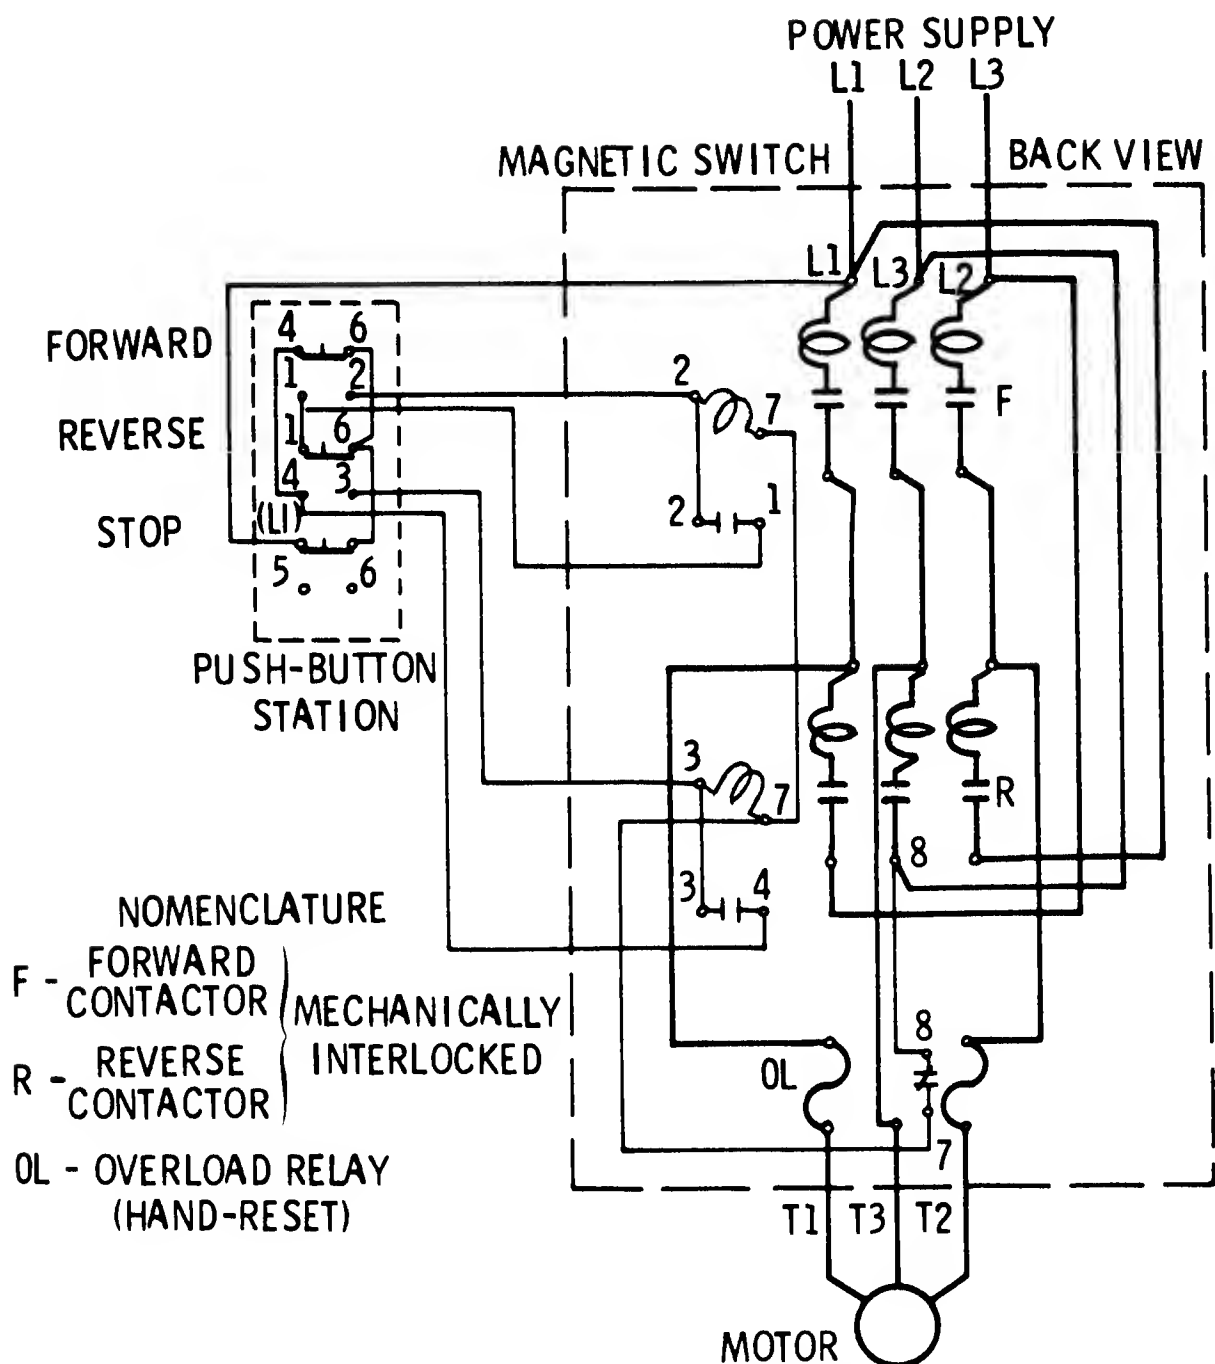 POWER SUPPLY
L1 L2 L3
MAGNETIC SWITCH BACK VIEW
L1 L3 L2
FORWARD
4 6
1 2
REVERSE
1 6
4 3
STOP
(L1)
5 6
PUSH-BUTTON
STATION
2
7
2 1
F
3
7
3 4
R
8
NOMENCLATURE
F - FORWARD
CONTACTOR
R - REVERSE
CONTACTOR
MECHANICALLY
INTERLOCKED
OL - OVERLOAD RELAY
(HAND-RESET)
OL
8
7
T1 T3 T2
MOTOR